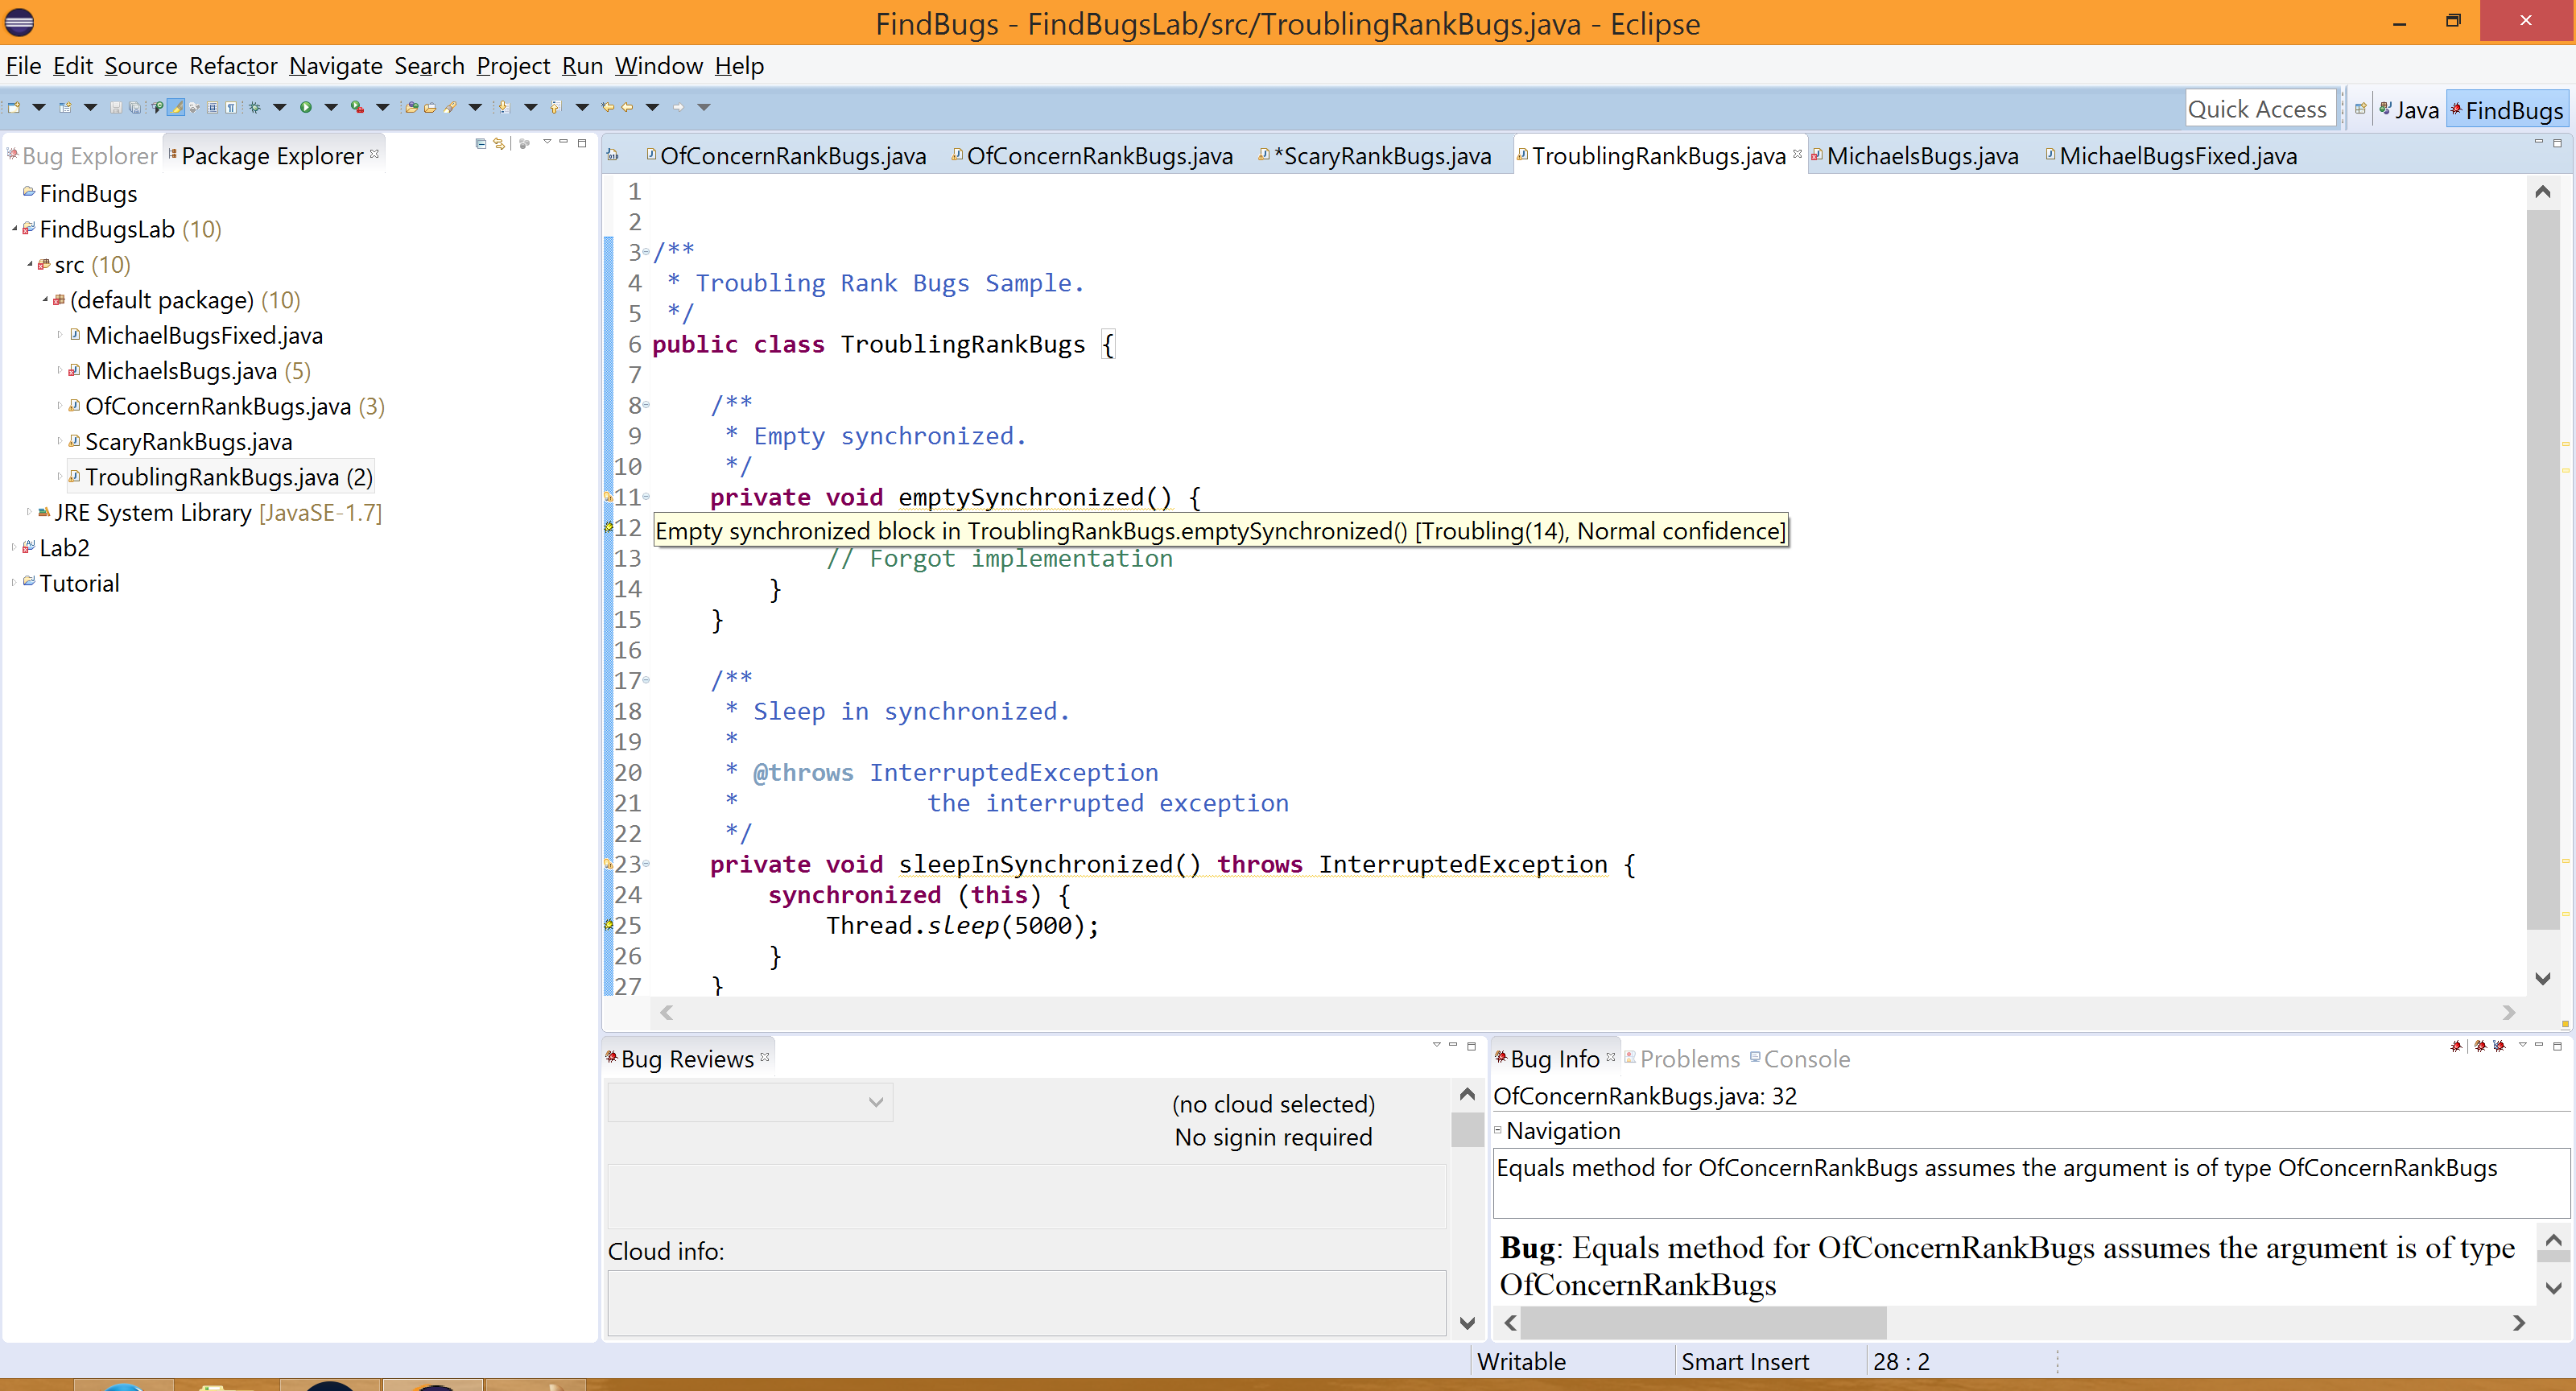 FindBugs - FindBugsLab/src/TroublingRankBugs.java - Eclipse
File Edit Source Refactor Navigate Search Project Run Window Help
Quick Access Java FindBugs
Bug Explorer Package Explorer
FindBugs
FindBugsLab (10)
src (10)
(default package) (10)
MichaelBugsFixed.java
MichaelsBugs.java (5)
OfConcernRankBugs.java (3)
ScaryRankBugs.java
TroublingRankBugs.java (2)
JRE System Library [JavaSE-1.7]
Lab2
Tutorial
OfConcernRankBugs.java OfConcernRankBugs.java *ScaryRankBugs.java TroublingRankBugs.java MichaelsBugs.java MichaelBugsFixed.java
1
2
3 /**
4 * Troubling Rank Bugs Sample.
5 */
6 public class TroublingRankBugs {
7
8 /**
9 * Empty synchronized.
10 */
11 private void emptySynchronized() {
12 Empty synchronized block in TroublingRankBugs.emptySynchronized() [Troubling(14), Normal confidence]
13 // Forgot implementation
14 }
15 }
16
17 /**
18 * Sleep in synchronized.
19 *
20 * @throws InterruptedException
21 * the interrupted exception
22 */
23 private void sleepInSynchronized() throws InterruptedException {
24 synchronized (this) {
25 Thread.sleep(5000);
26 }
27 }
Bug Reviews
(no cloud selected)
No signin required
Cloud info:
Bug Info Problems Console
OfConcernRankBugs.java: 32
Navigation
Equals method for OfConcernRankBugs assumes the argument is of type OfConcernRankBugs
Bug: Equals method for OfConcernRankBugs assumes the argument is of type
OfConcernRankBugs
Writable Smart Insert 28 : 2